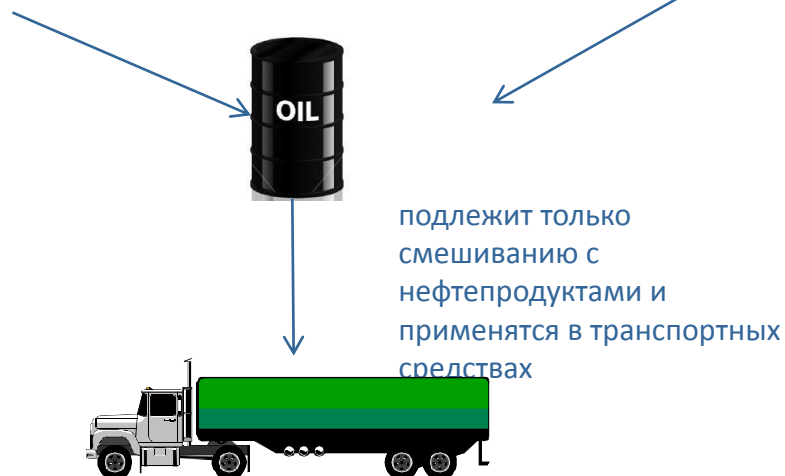 OIL
подлежит только
смешиванию с
нефтепродуктами и
применятся в транспортных
средствах